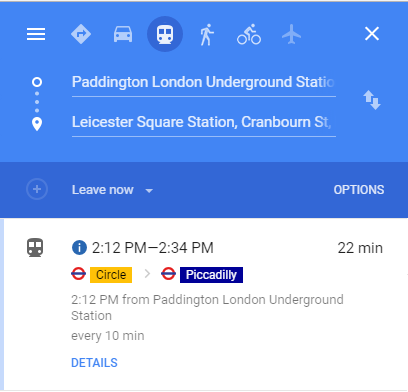 Paddington London Underground Statio
Leicester Square Station, Cranbourn St,
Leave now
OPTIONS
2:12 PM—2:34 PM
22 min
Circle
Piccadilly
2:12 PM from Paddington London Underground
Station
every 10 min
DETAILS